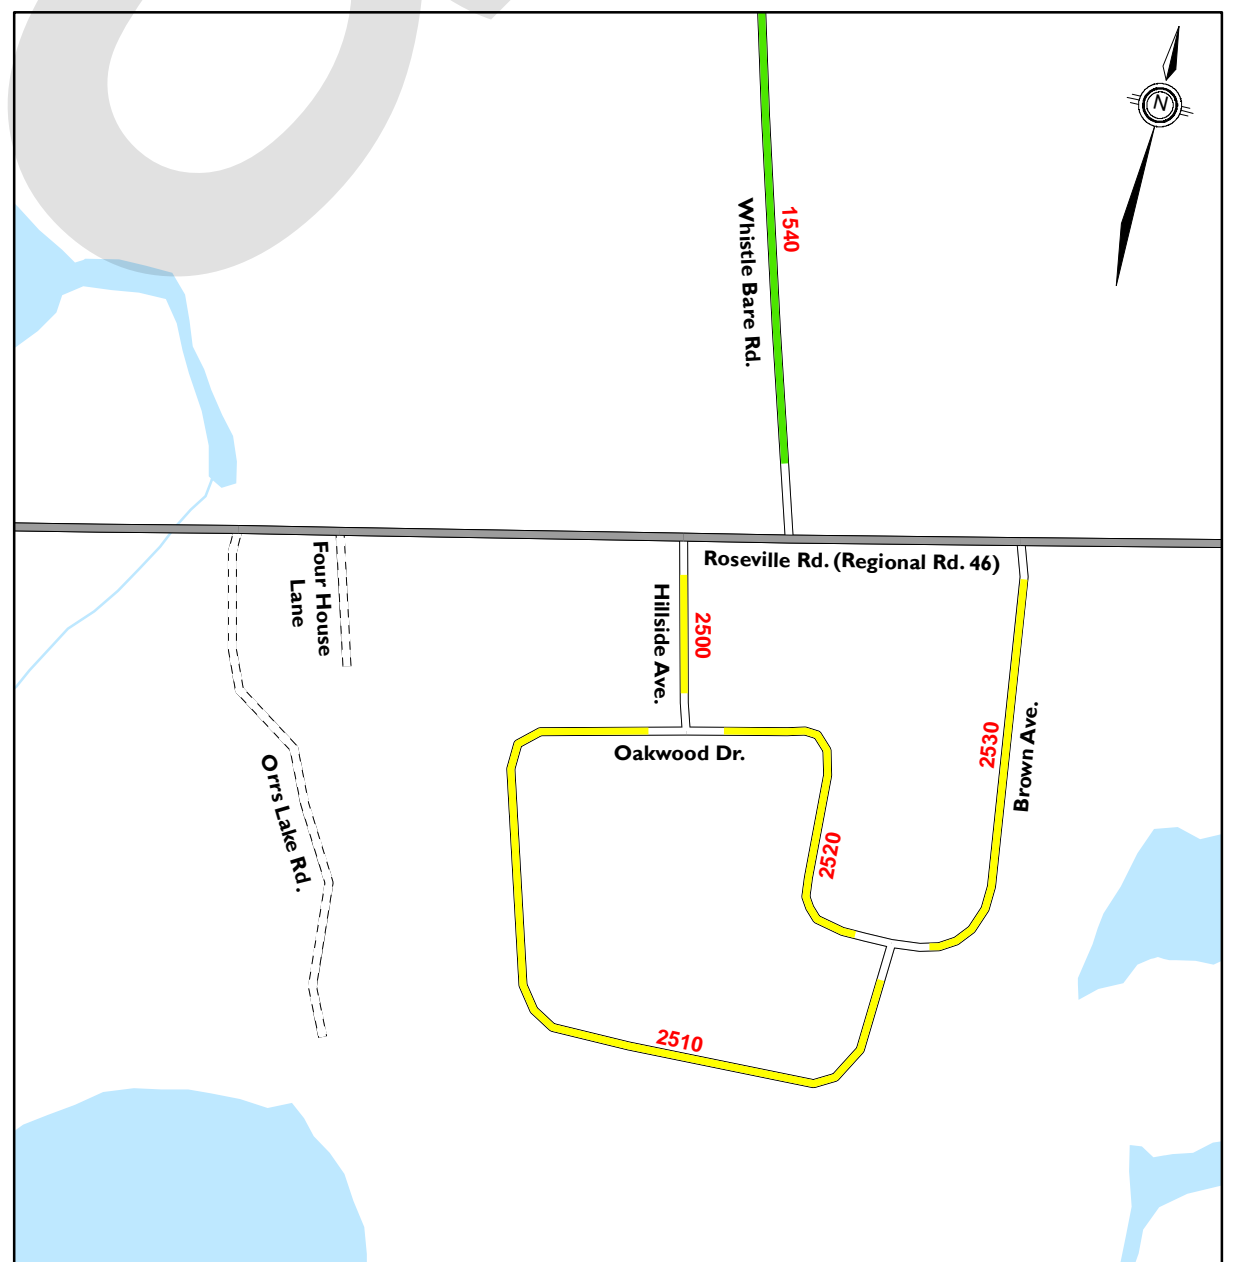 N
Whistle Bare Rd.
1540
Roseville Rd. (Regional Rd. 46)
Four House
Lane
Hillside Ave.
2500
Oakwood Dr.
2530
Brown Ave.
Orrs Lake Rd.
2520
2510